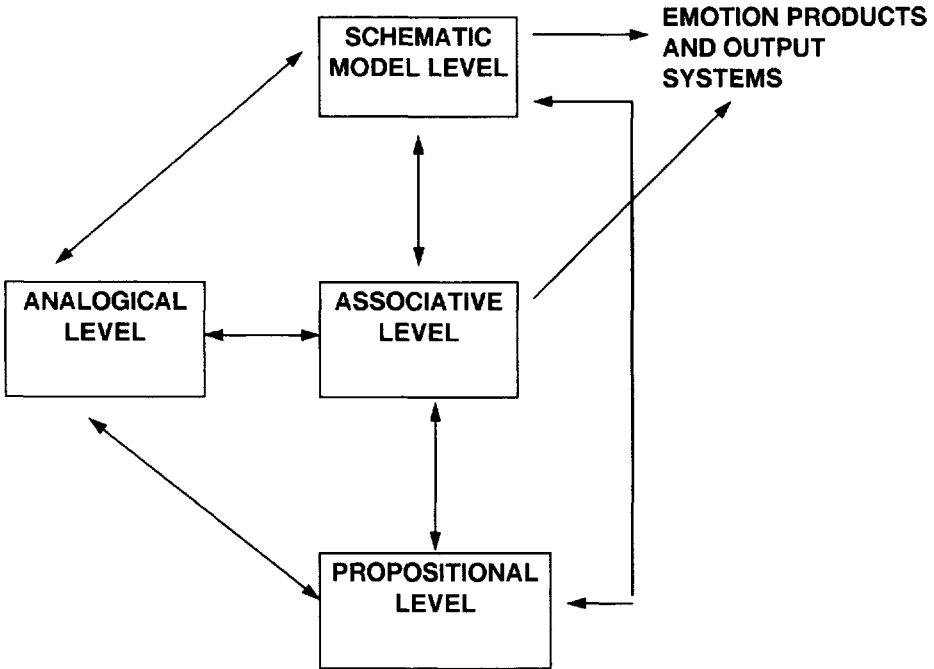 SCHEMATIC
MODEL LEVEL
EMOTION PRODUCTS
AND OUTPUT
SYSTEMS
ANALOGICAL
LEVEL
ASSOCIATIVE
LEVEL
PROPOSITIONAL
LEVEL